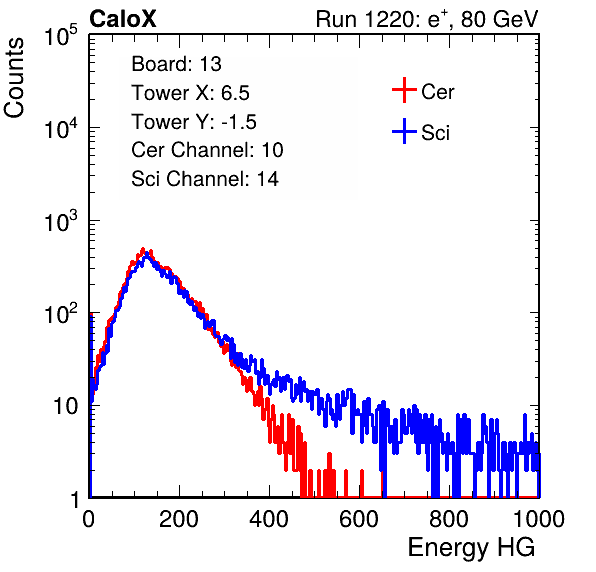 CaloX Run 1220: e⁺, 80 GeV
Counts
10⁵
10⁴
10³
10²
10
1
Board: 13
Tower X: 6.5
Tower Y: -1.5
Cer Channel: 10
Sci Channel: 14
Cer
Sci
0 200 400 600 800 1000
Energy HG